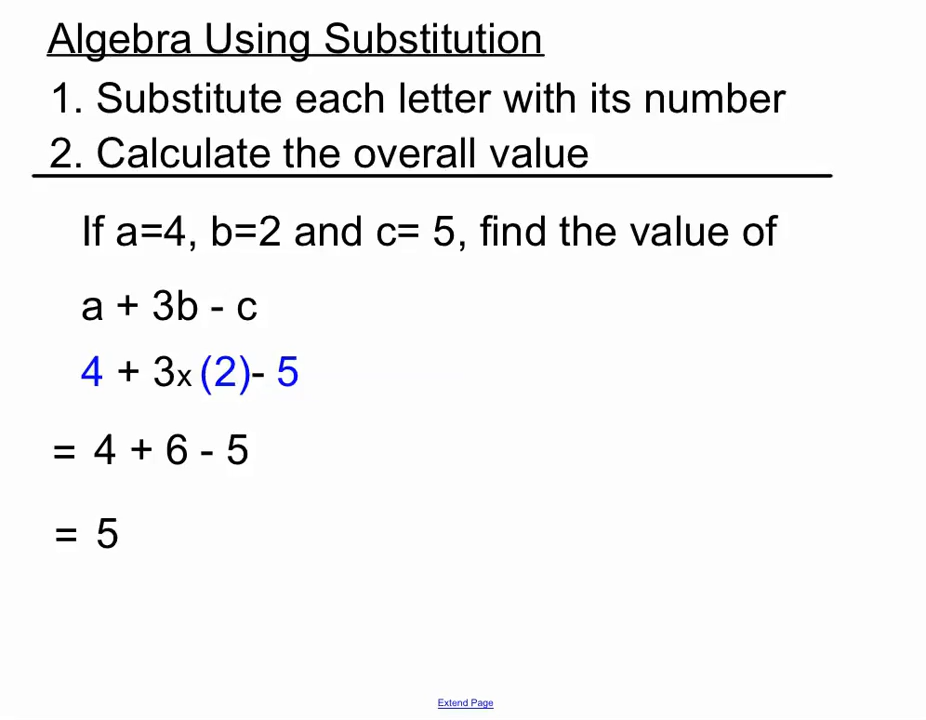 Algebra Using Substitution
1. Substitute each letter with its number
2. Calculate the overall value
If a=4, b=2 and c= 5, find the value of
a + 3b - c
4 + 3x (2)- 5
= 4 + 6 - 5
= 5
Extend Page